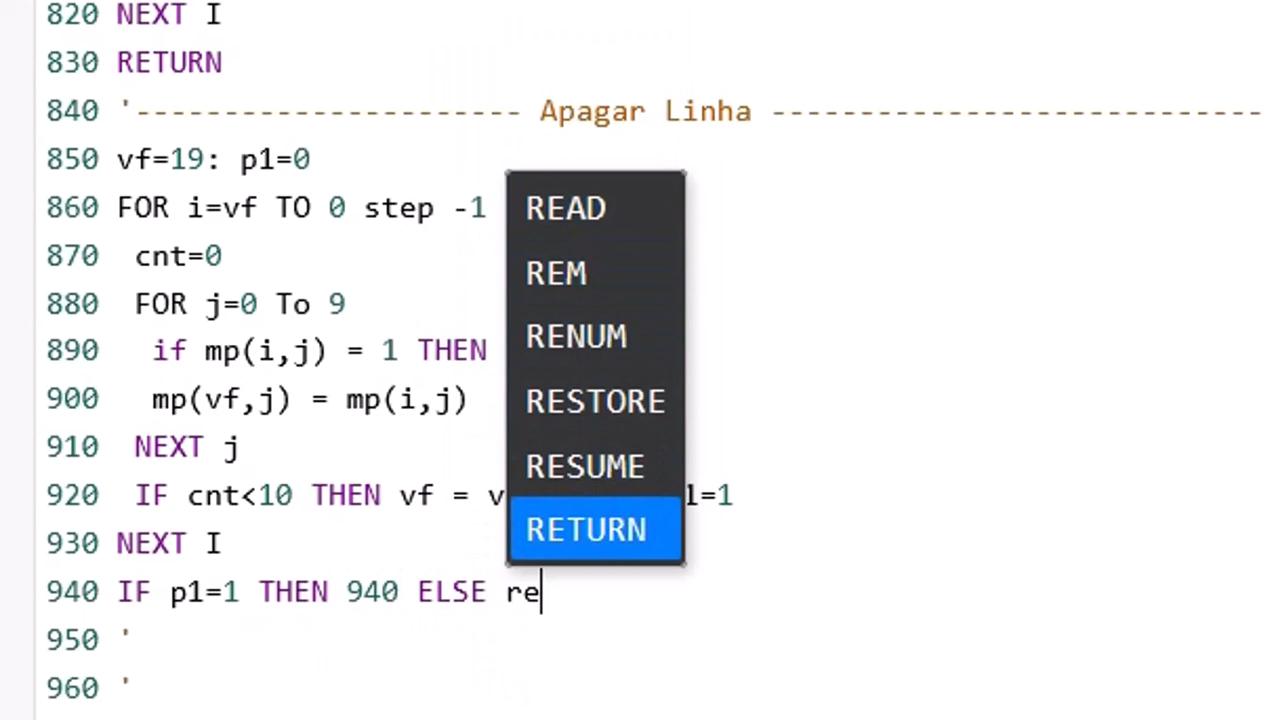 820 NEXT I
830 RETURN
840 '---------------------- Apagar Linha ----------------------------
850 vf=19: p1=0
860 FOR i=vf TO 0 step -1
870 cnt=0
880 FOR j=0 To 9
890 if mp(i,j) = 1 THEN
900 mp(vf,j) = mp(i,j)
910 NEXT j
920 IF cnt<10 THEN vf = v 1=1
930 NEXT I
940 IF p1=1 THEN 940 ELSE re
950 '
960 '
READ
REM
RENUM
RESTORE
RESUME
RETURN